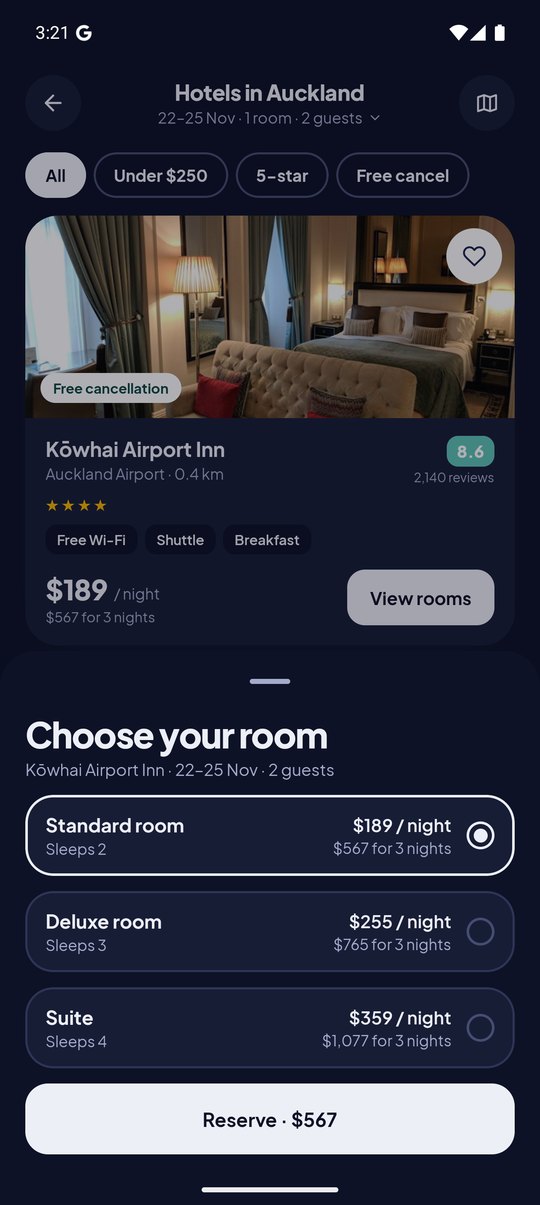 3:21 G
Hotels in Auckland
22–25 Nov · 1 room · 2 guests
All Under $250 5-star Free cancel
Free cancellation
Kōwhai Airport Inn 8.6
Auckland Airport · 0.4 km 2,140 reviews
★★★★
Free Wi-Fi Shuttle Breakfast
$189 / night View rooms
$567 for 3 nights
Choose your room
Kōwhai Airport Inn · 22–25 Nov · 2 guests
Standard room $189 / night
Sleeps 2 $567 for 3 nights
Deluxe room $255 / night
Sleeps 3 $765 for 3 nights
Suite $359 / night
Sleeps 4 $1,077 for 3 nights
Reserve · $567